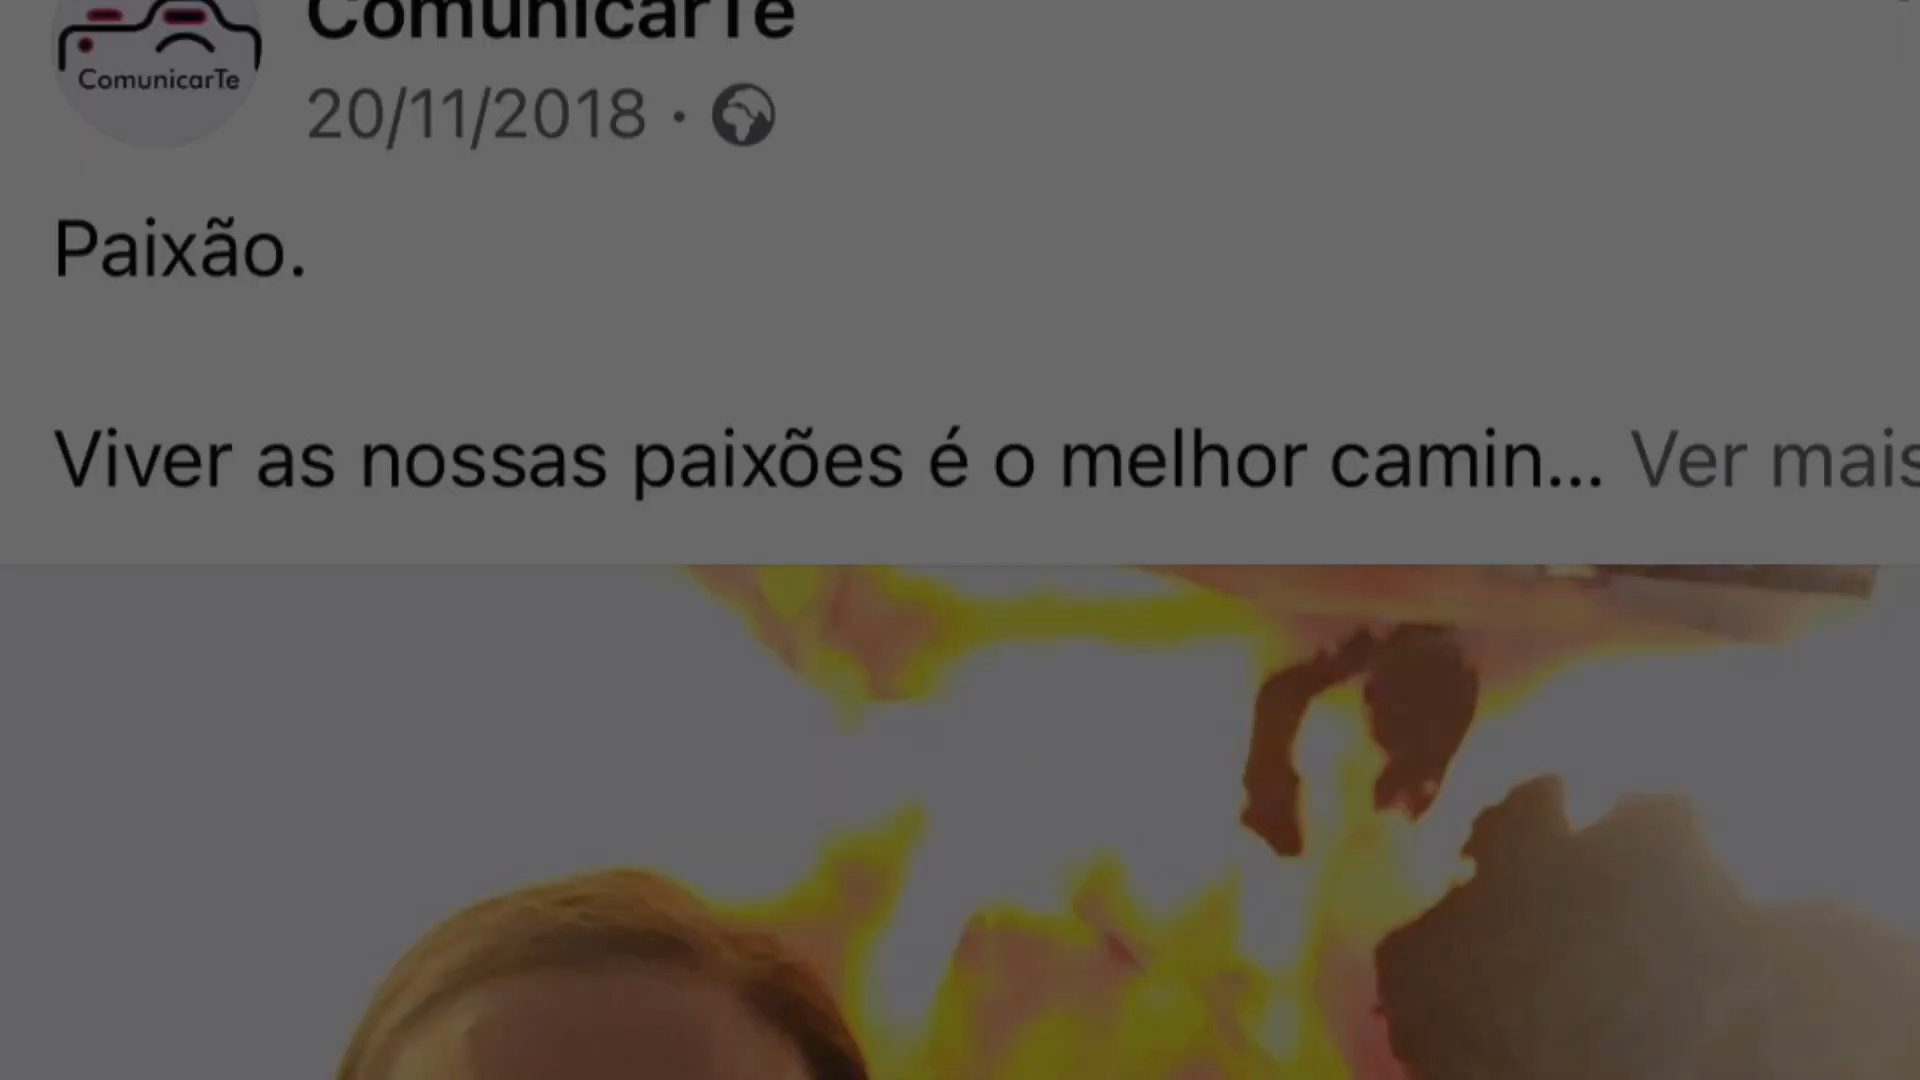 ComunicarTe
ComunicarTe
20/11/2018 ·
Paixão.
Viver as nossas paixões é o melhor camin... Ver mais